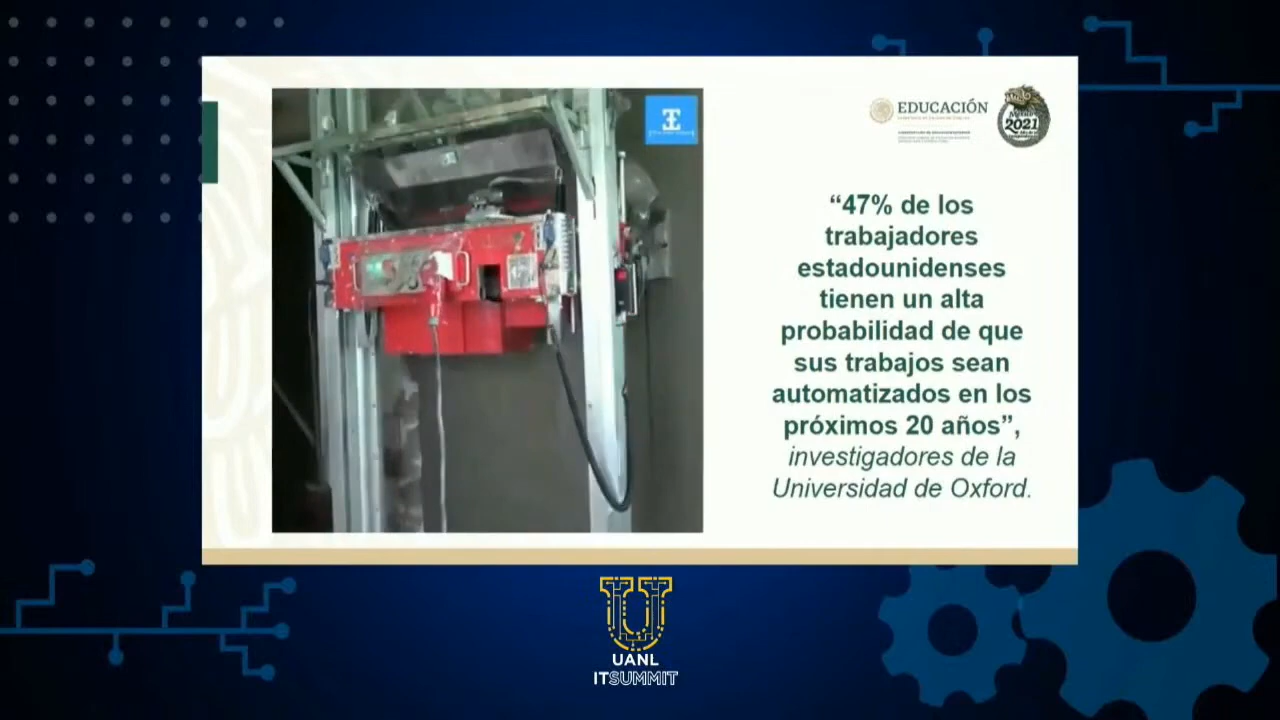 EDUCACIÓN
2021
“47% de los
trabajadores
estadounidenses
tienen un alta
probabilidad de que
sus trabajos sean
automatizados en los
próximos 20 años”,
investigadores de la
Universidad de Oxford.
UANL
ITSUMMIT